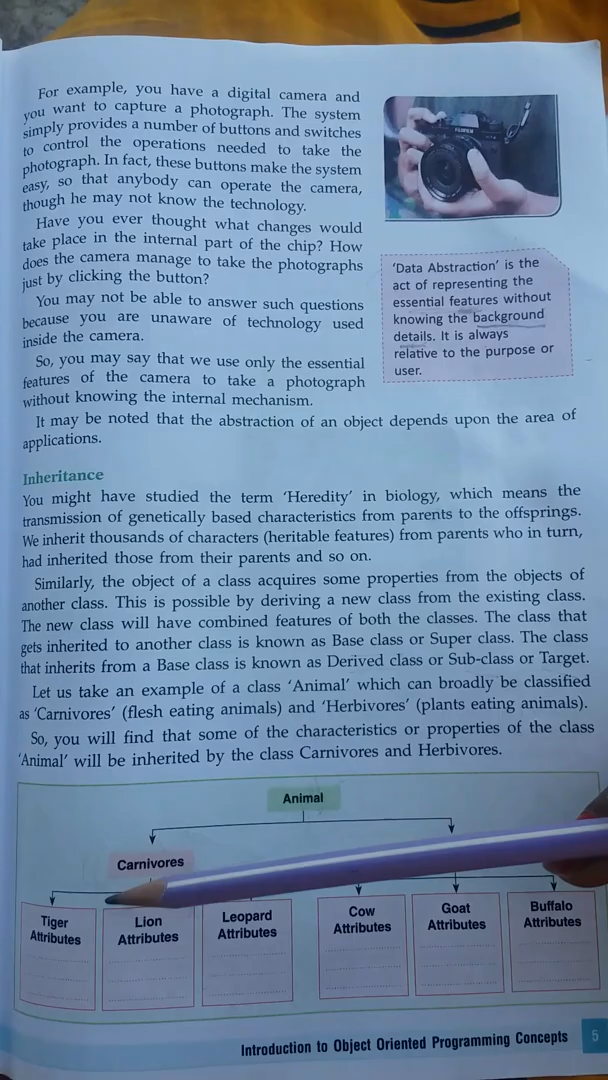 For example, you have a digital camera and
you want to capture a photograph. The system
simply provides a number of buttons and switches
to control the operations needed to take the
photograph. In fact, these buttons make the system
easy, so that anybody can operate the camera,
though he may not know the technology.
Have you ever thought what changes would
take place in the internal part of the chip? How
does the camera manage to take the photographs
just by clicking the button?
You may not be able to answer such questions
because you are unaware of technology used
inside the camera.
So, you may say that we use only the essential
features of the camera to take a photograph
without knowing the internal mechanism.
FUJIFILM
'Data Abstraction' is the
act of representing the
essential features without
knowing the background
details. It is always
relative to the purpose or
user.
It may be noted that the abstraction of an object depends upon the area of
applications.
Inheritance
You might have studied the term 'Heredity' in biology, which means the
transmission of genetically based characteristics from parents to the offsprings.
We inherit thousands of characters (heritable features) from parents who in turn,
had inherited those from their parents and so on.
Similarly, the object of a class acquires some properties from the objects of
another class. This is possible by deriving a new class from the existing class.
The new class will have combined features of both the classes. The class that
gets inherited to another class is known as Base class or Super class. The class
that inherits from a Base class is known as Derived class or Sub-class or Target.
Let us take an example of a class 'Animal' which can broadly be classified
as 'Carnivores' (flesh eating animals) and 'Herbivores' (plants eating animals).
So, you will find that some of the characteristics or properties of the class
'Animal' will be inherited by the class Carnivores and Herbivores.
Animal
Carnivores
Tiger
Attributes
Lion
Attributes
Leopard
Attributes
Cow
Attributes
Goat
Attributes
Buffalo
Attributes
Introduction to Object Oriented Programming Concepts 5